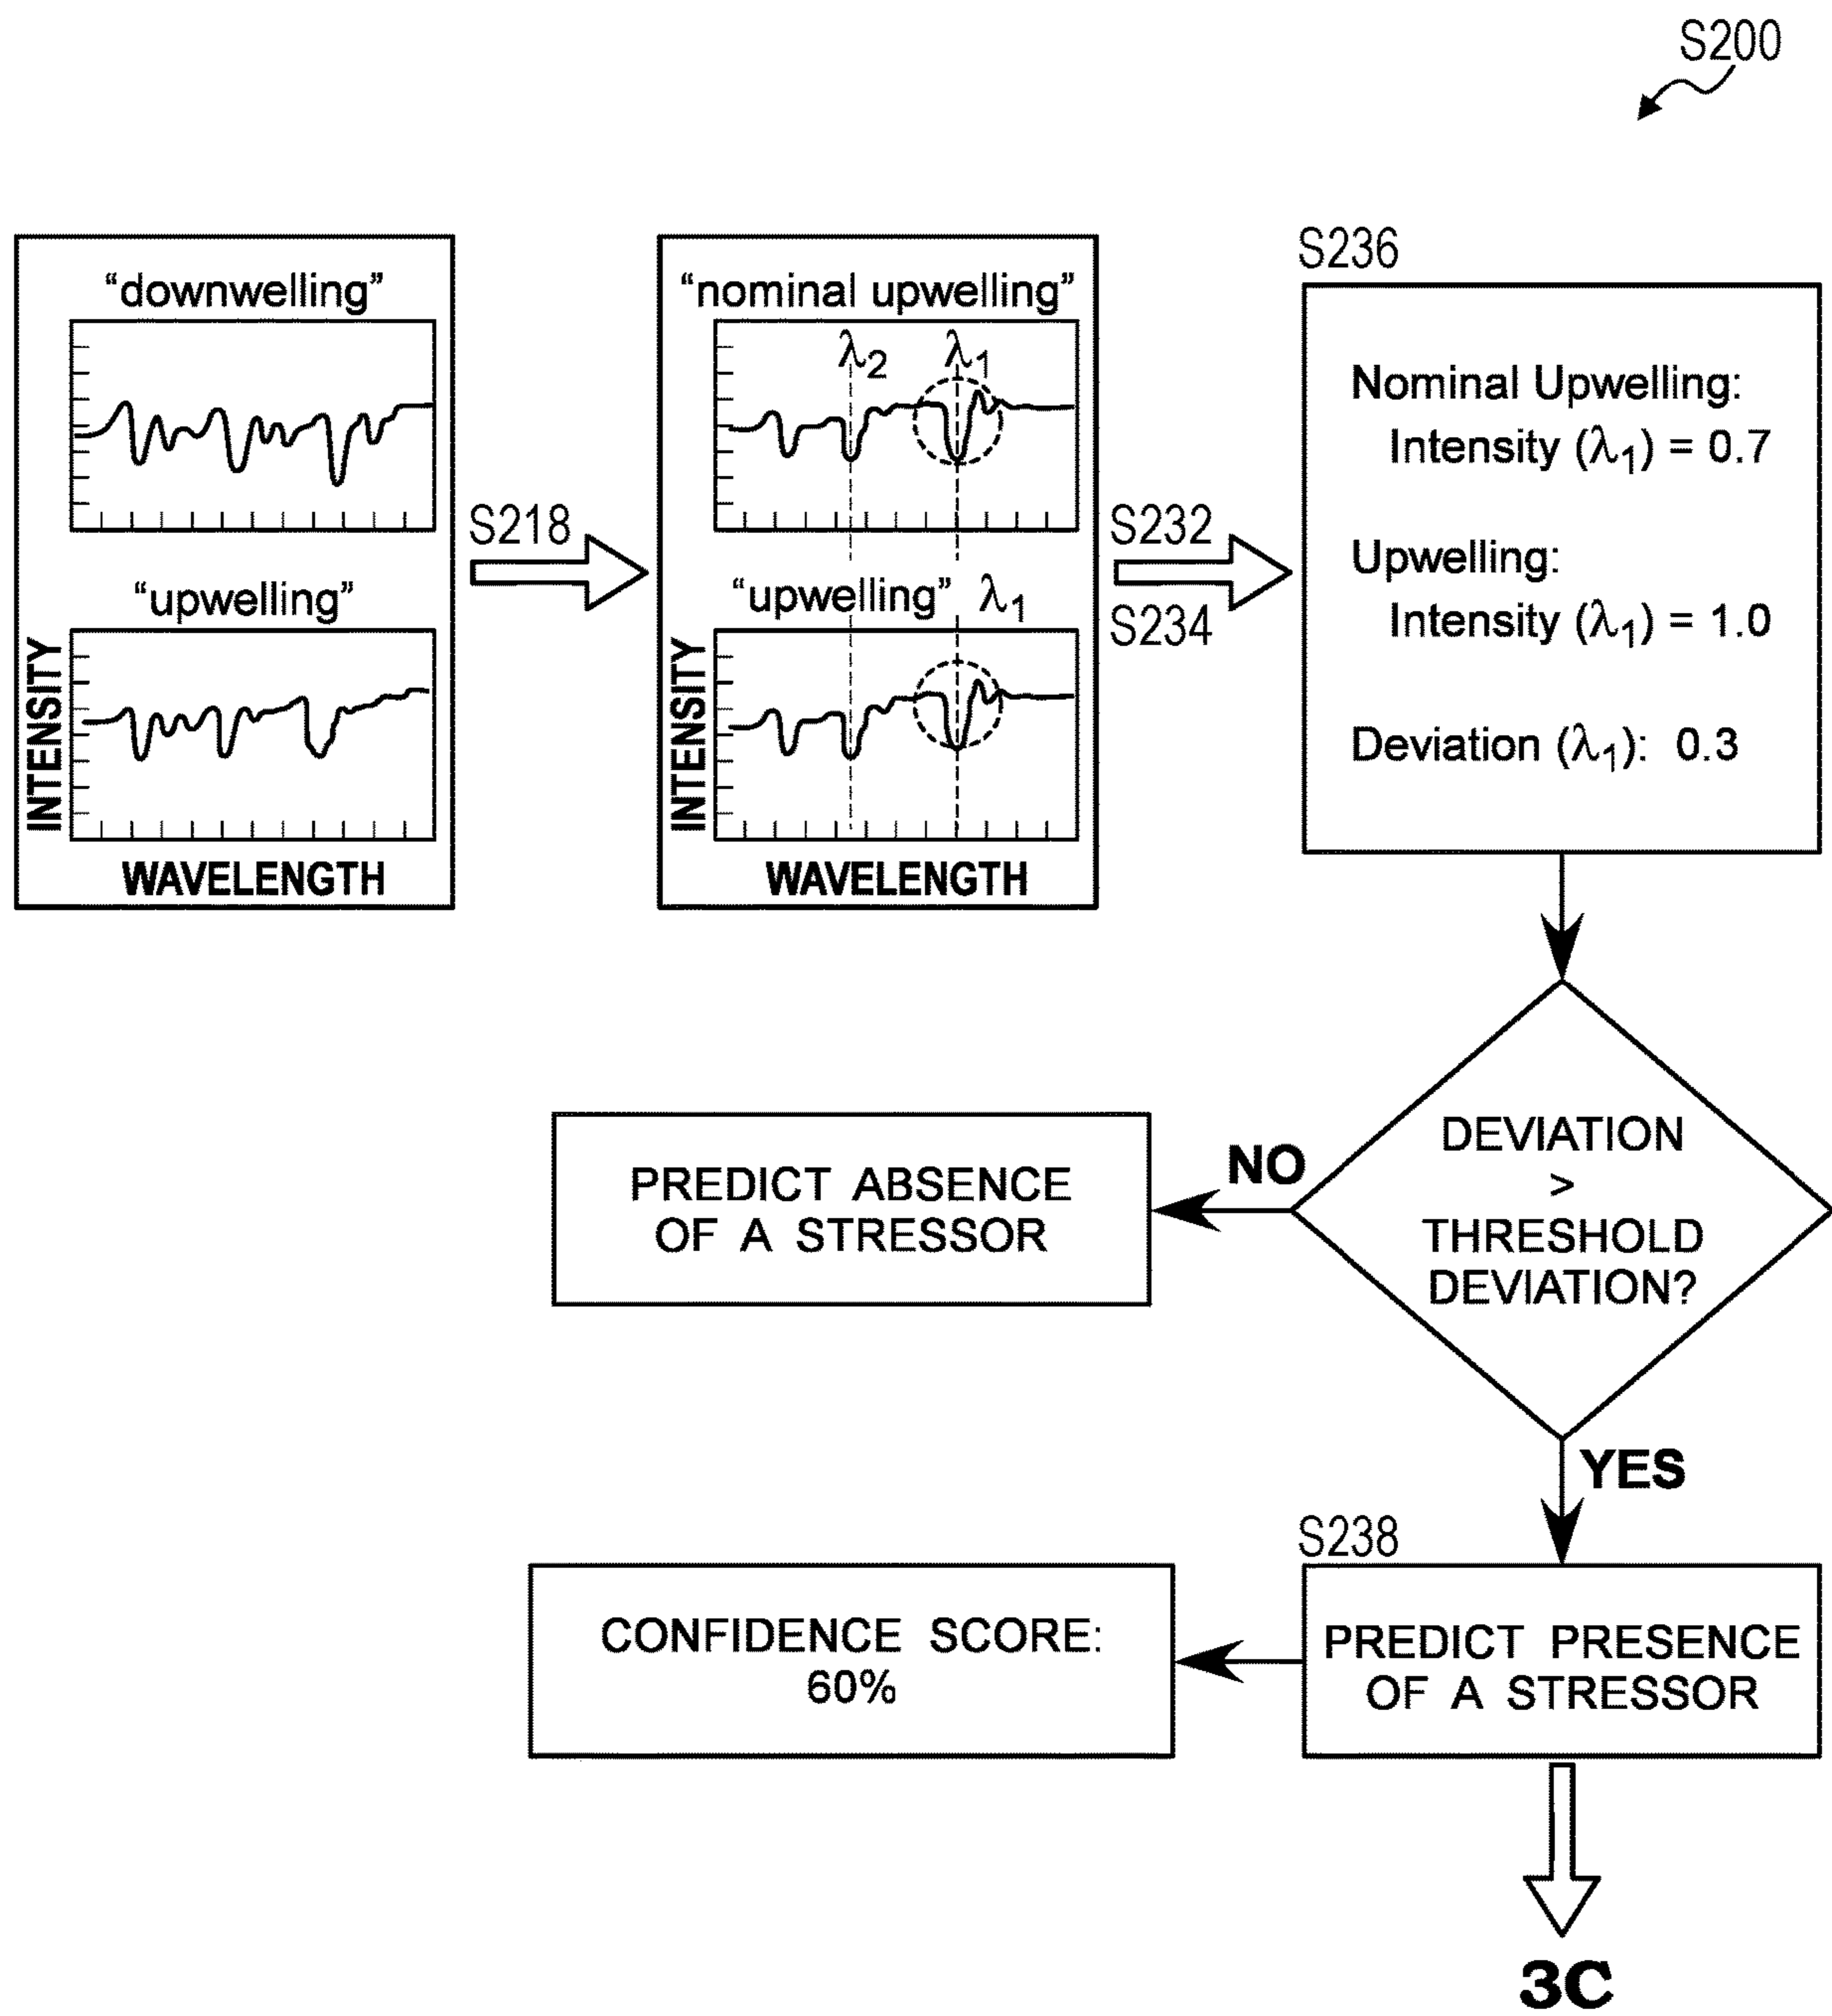 S200
“downwelling”
“upwelling”
INTENSITY
WAVELENGTH
S218
“nominal upwelling”
λ2
λ1
“upwelling” λ1
INTENSITY
WAVELENGTH
S232
S234
S236
Nominal Upwelling:
Intensity (λ1) = 0.7
Upwelling:
Intensity (λ1) = 1.0
Deviation (λ1): 0.3
DEVIATION
>
THRESHOLD
DEVIATION?
NO
PREDICT ABSENCE
OF A STRESSOR
YES
S238
PREDICT PRESENCE
OF A STRESSOR
CONFIDENCE SCORE:
60%
3C